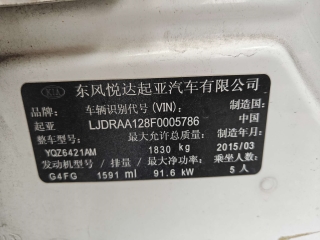 KIA 东风悦达起亚汽车有限公司
品牌: 车辆识别代号(VIN): 制造国:
起亚 LJDRAA128F0005786 中国
整车型号: 最大允许总质量: 制造年月:
YQZ6421AM 1830 kg 2015/03
发动机型号 / 排量 / 最大净功率: 乘坐人数:
G4FG 1591 ml 91.6 kW 5 人